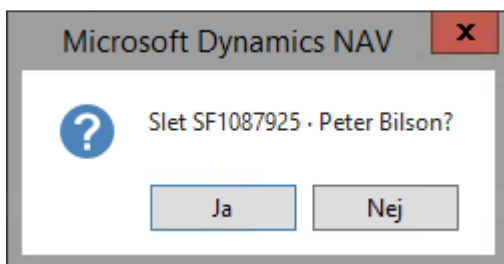 Microsoft Dynamics NAV
x
?
Slet SF1087925 · Peter Bilson?
Ja
Nej